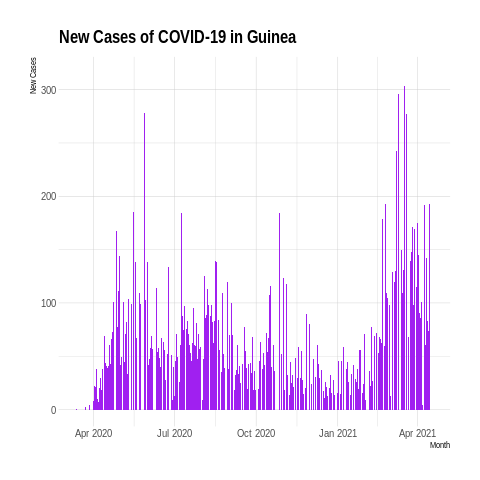 New Cases of COVID-19 in Guinea
New Cases
300
200
100
0
Apr 2020 Jul 2020 Oct 2020 Jan 2021 Apr 2021
Month